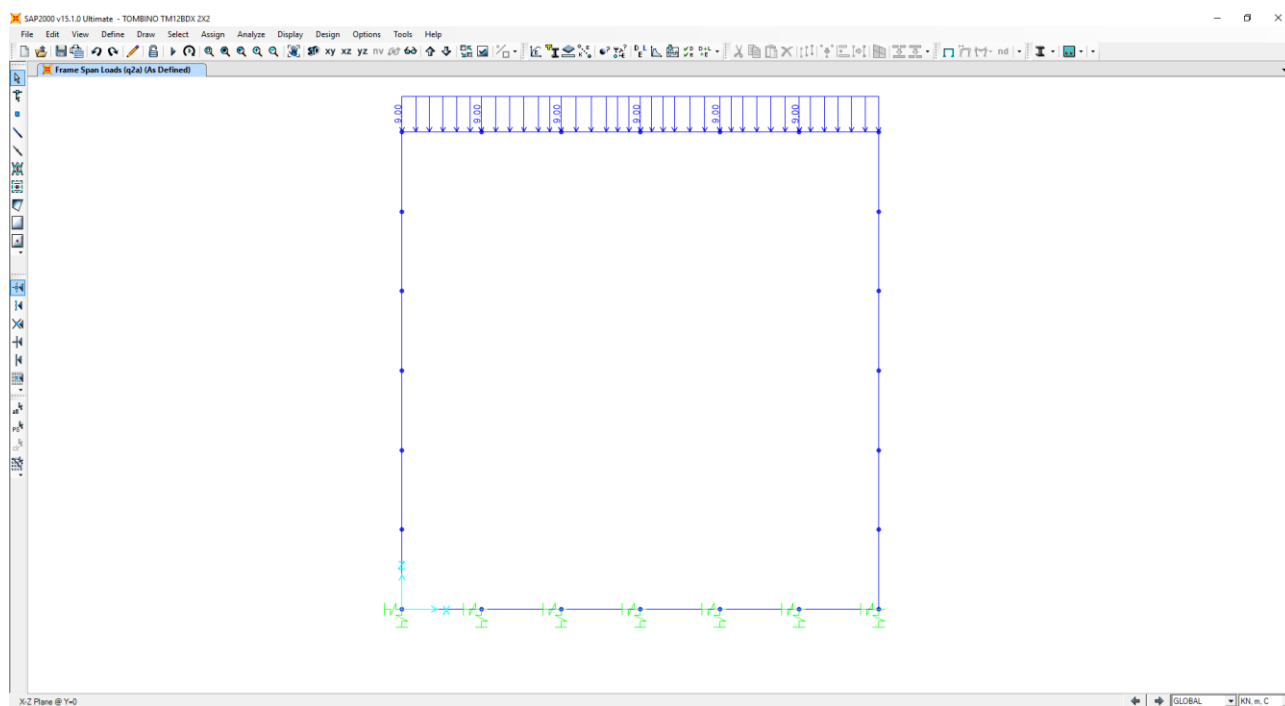 SAP2000 v15.1.0 Ultimate - TOMBINO TM12BDX 2X2
File Edit View Define Draw Select Assign Analyze Display Design Options Tools Help
xy xz yz nv nd
Frame Span Loads (q2a) (As Defined)
9.00 9.00 9.00 9.00 9.00 9.00
Z
X
X-Z Plane @ Y=0
GLOBAL
KN, m, C